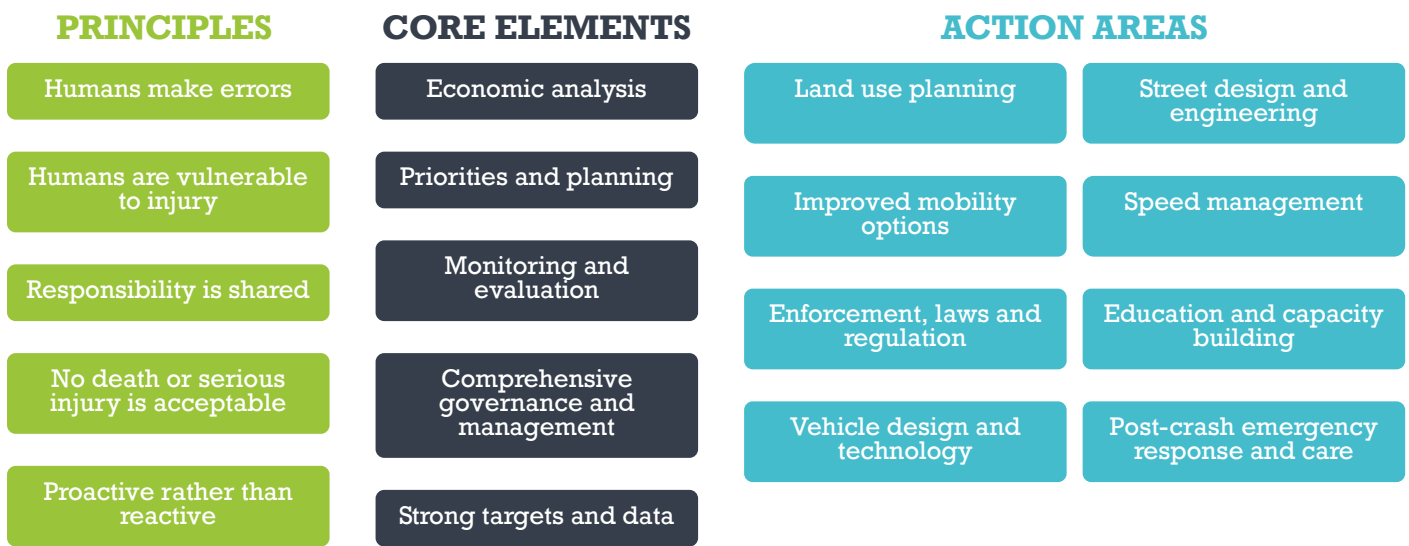 PRINCIPLES
Humans make errors
Humans are vulnerable
to injury
Responsibility is shared
No death or serious
injury is acceptable
Proactive rather than
reactive
CORE ELEMENTS
Economic analysis
Priorities and planning
Monitoring and
evaluation
Comprehensive
governance and
management
Strong targets and data
ACTION AREAS
Land use planning
Street design and
engineering
Improved mobility
options
Speed management
Enforcement, laws and
regulation
Education and capacity
building
Vehicle design and
technology
Post-crash emergency
response and care